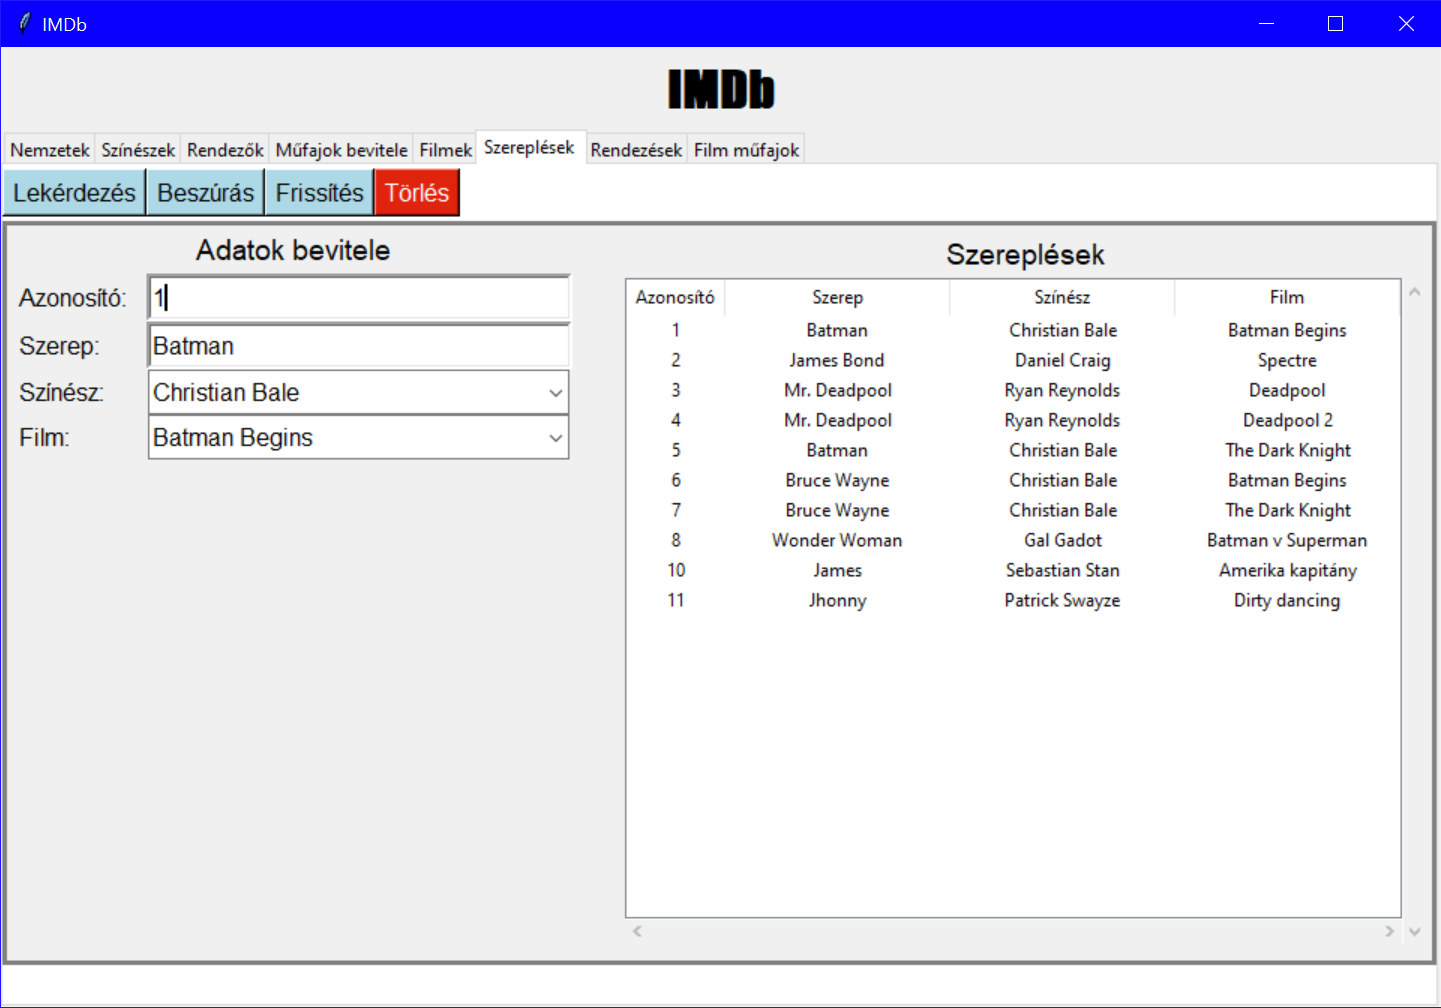 IMDb
IMDb
Nemzetek Színészek Rendezők Műfajok bevitele Filmek Szereplések Rendezések Film műfajok
Lekérdezés Beszúrás Frissítés Törlés
Adatok bevitele
Azonosító: 1
Szerep: Batman
Színész: Christian Bale
Film: Batman Begins
Szereplések
Azonosító Szerep Színész Film
1 Batman Christian Bale Batman Begins
2 James Bond Daniel Craig Spectre
3 Mr. Deadpool Ryan Reynolds Deadpool
4 Mr. Deadpool Ryan Reynolds Deadpool 2
5 Batman Christian Bale The Dark Knight
6 Bruce Wayne Christian Bale Batman Begins
7 Bruce Wayne Christian Bale The Dark Knight
8 Wonder Woman Gal Gadot Batman v Superman
10 James Sebastian Stan Amerika kapitány
11 Jhonny Patrick Swayze Dirty dancing